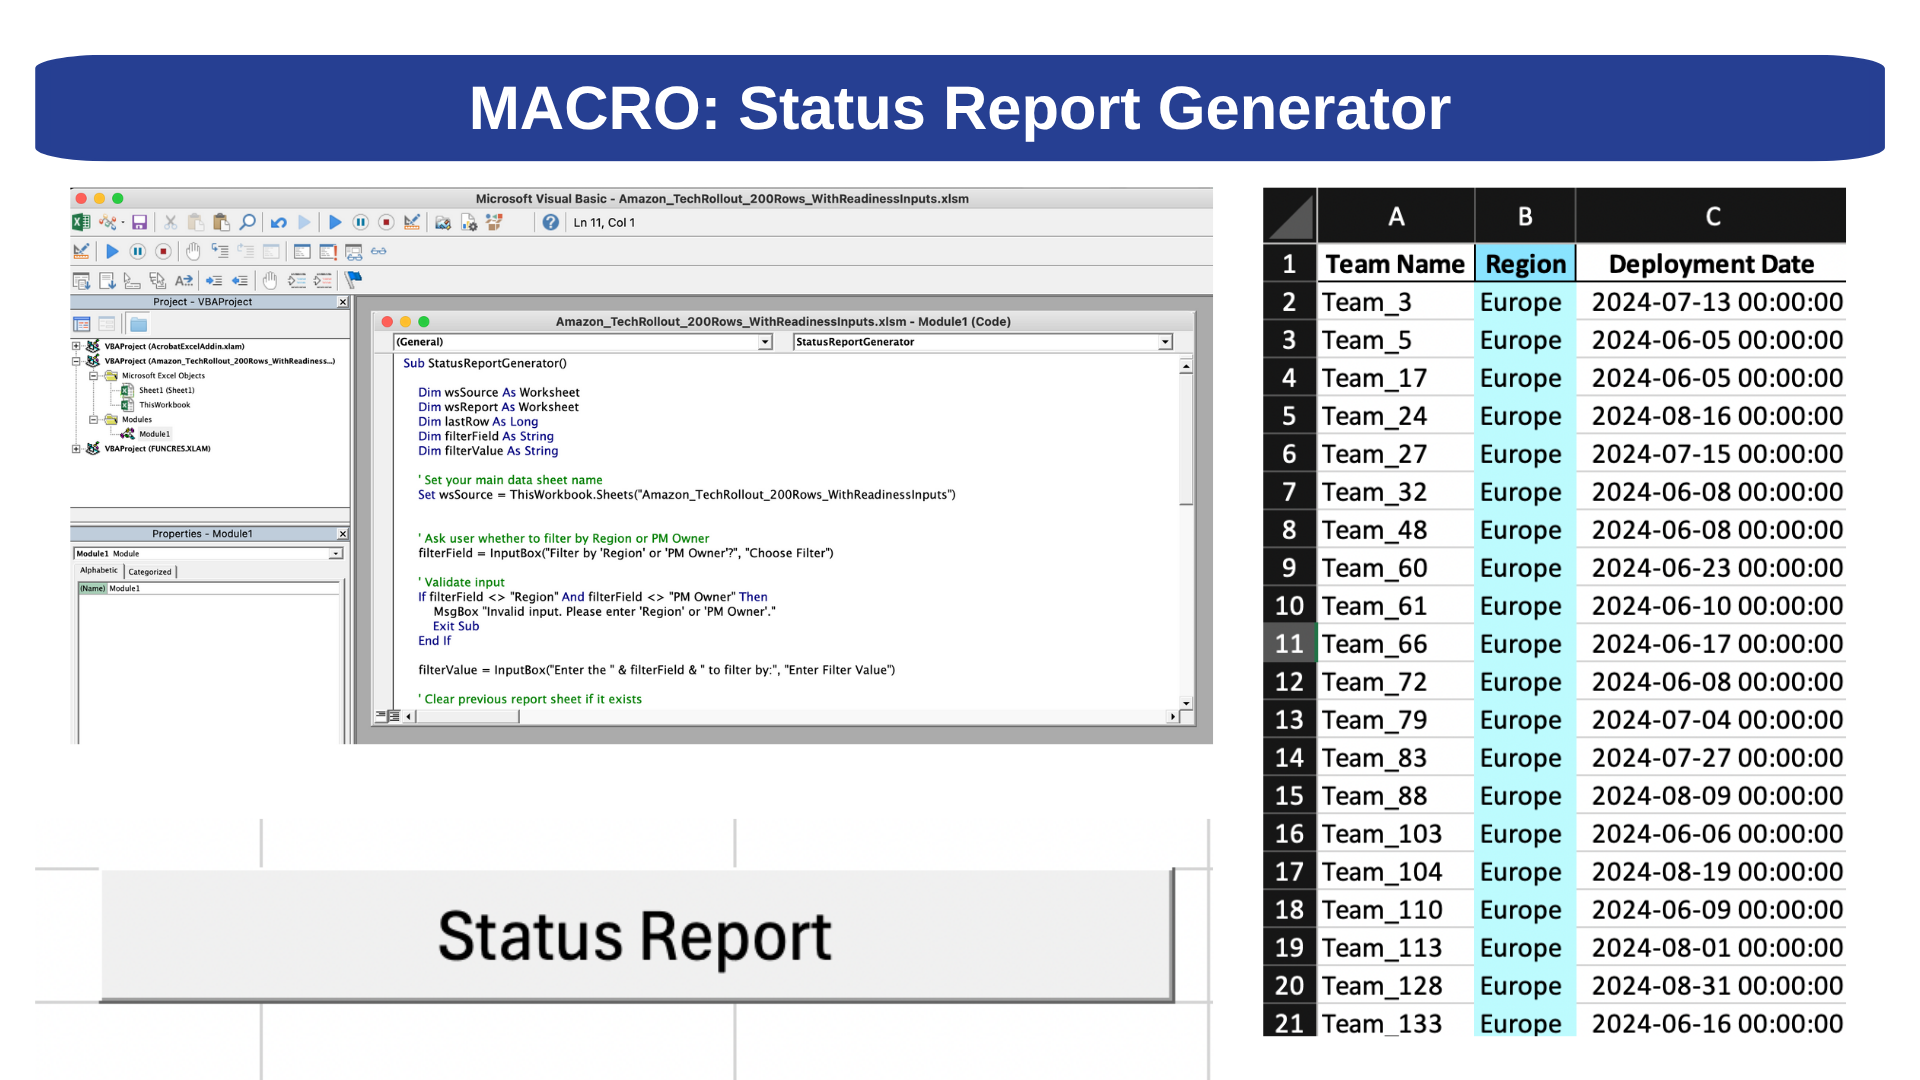 MACRO: Status Report Generator
Microsoft Visual Basic - Amazon_TechRollout_200Rows_WithReadinessInputs.xlsm
Ln 11, Col 1
Project - VBAProject
VBAProject (AcrobatExcelAddin.xlam)
VBAProject (Amazon_TechRollout_200Rows_WithReadiness...)
Microsoft Excel Objects
Sheet1 (Sheet1)
ThisWorkbook
Modules
Module1
VBAProject (FUNCRES.XLAM)
Properties - Module1
Module1 Module
Alphabetic Categorized
(Name) Module1
Amazon_TechRollout_200Rows_WithReadinessInputs.xlsm - Module1 (Code)
(General) StatusReportGenerator
Sub StatusReportGenerator()
Dim wsSource As Worksheet
Dim wsReport As Worksheet
Dim lastRow As Long
Dim filterField As String
Dim filterValue As String
' Set your main data sheet name
Set wsSource = ThisWorkbook.Sheets("Amazon_TechRollout_200Rows_WithReadinessInputs")
' Ask user whether to filter by Region or PM Owner
filterField = InputBox("Filter by 'Region' or 'PM Owner'?", "Choose Filter")
' Validate input
If filterField <> "Region" And filterField <> "PM Owner" Then
MsgBox "Invalid input. Please enter 'Region' or 'PM Owner'."
Exit Sub
End If
filterValue = InputBox("Enter the " & filterField & " to filter by:", "Enter Filter Value")
' Clear previous report sheet if it exists
Status Report
A B C
1 Team Name Region Deployment Date
2 Team_3 Europe 2024-07-13 00:00:00
3 Team_5 Europe 2024-06-05 00:00:00
4 Team_17 Europe 2024-06-05 00:00:00
5 Team_24 Europe 2024-08-16 00:00:00
6 Team_27 Europe 2024-07-15 00:00:00
7 Team_32 Europe 2024-06-08 00:00:00
8 Team_48 Europe 2024-06-08 00:00:00
9 Team_60 Europe 2024-06-23 00:00:00
10 Team_61 Europe 2024-06-10 00:00:00
11 Team_66 Europe 2024-06-17 00:00:00
12 Team_72 Europe 2024-06-08 00:00:00
13 Team_79 Europe 2024-07-04 00:00:00
14 Team_83 Europe 2024-07-27 00:00:00
15 Team_88 Europe 2024-08-09 00:00:00
16 Team_103 Europe 2024-06-06 00:00:00
17 Team_104 Europe 2024-08-19 00:00:00
18 Team_110 Europe 2024-06-09 00:00:00
19 Team_113 Europe 2024-08-01 00:00:00
20 Team_128 Europe 2024-08-31 00:00:00
21 Team_133 Europe 2024-06-16 00:00:00